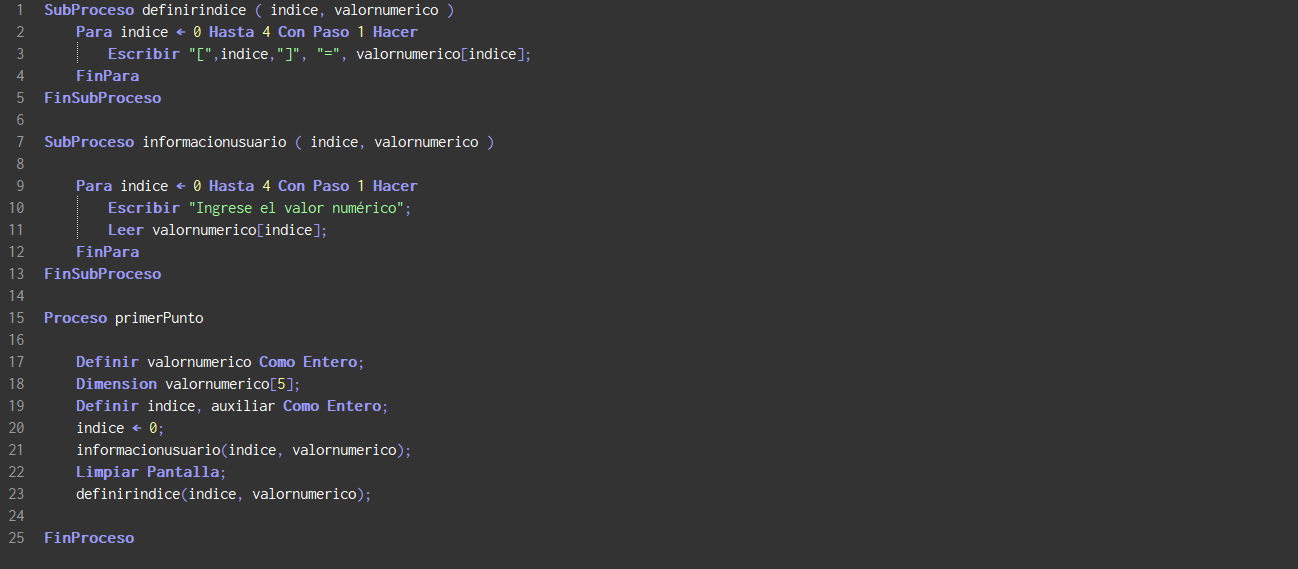 1 SubProceso definirindice ( indice, valornumerico )
2 Para indice ← 0 Hasta 4 Con Paso 1 Hacer
3 Escribir "[",indice,"]", "=", valornumerico[indice];
4 FinPara
5 FinSubProceso
6
7 SubProceso informacionusuario ( indice, valornumerico )
8
9 Para indice ← 0 Hasta 4 Con Paso 1 Hacer
10 Escribir "Ingrese el valor numérico";
11 Leer valornumerico[indice];
12 FinPara
13 FinSubProceso
14
15 Proceso primerPunto
16
17 Definir valornumerico Como Entero;
18 Dimension valornumerico[5];
19 Definir indice, auxiliar Como Entero;
20 indice ← 0;
21 informacionusuario(indice, valornumerico);
22 Limpiar Pantalla;
23 definirindice(indice, valornumerico);
24
25 FinProceso